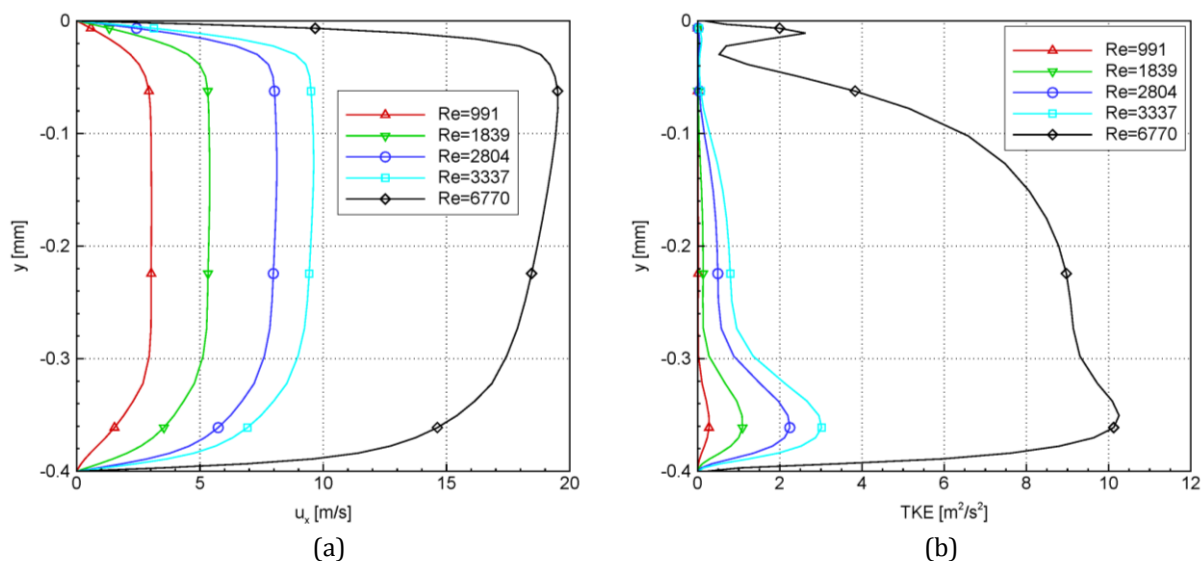 0
-0.1
-0.2
-0.3
-0.4
y [mm]
0
5
10
15
20
u_x [m/s]
Re=991
Re=1839
Re=2804
Re=3337
Re=6770
(a)
0
-0.1
-0.2
-0.3
-0.4
y [mm]
0
2
4
6
8
10
12
TKE [m²/s²]
Re=991
Re=1839
Re=2804
Re=3337
Re=6770
(b)